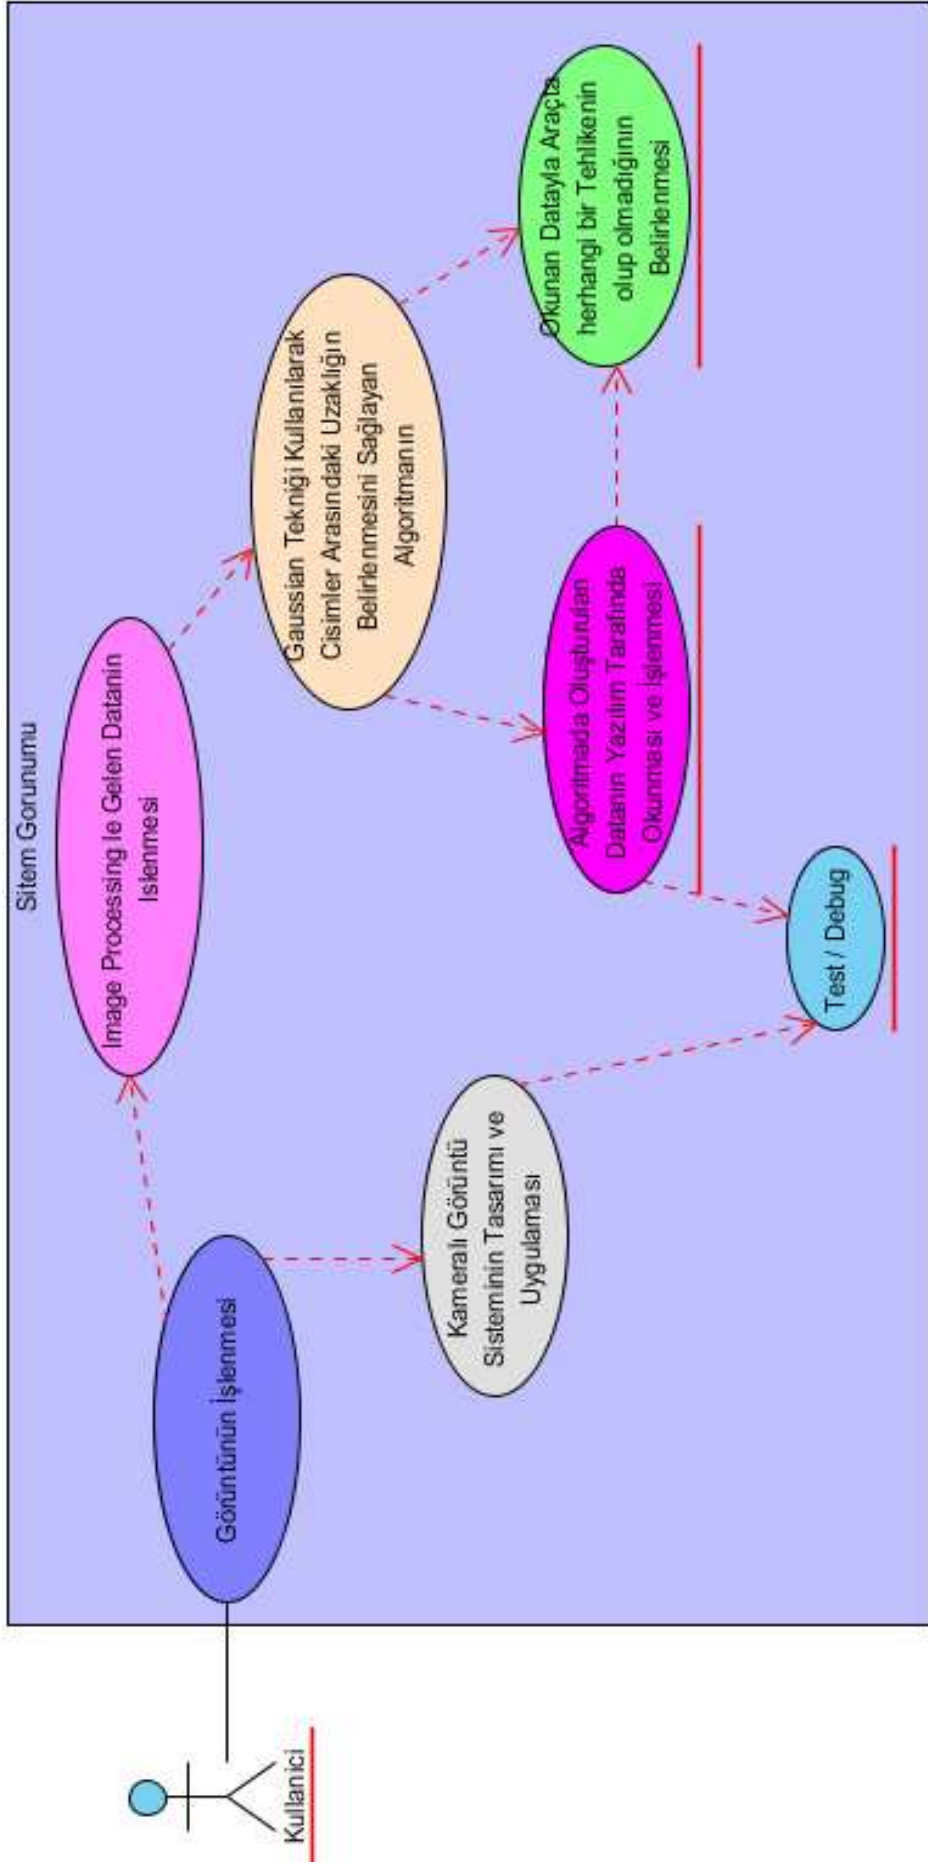 Sitem Gorunumu
Kullanici
Görüntünün İşlenmesi
Image Processing le Gelen Datanin
Islenmesi
Kameralı Görüntü
Sisteminin Tasarımı ve
Uygulaması
Gaussian Tekniği Kullanılarak
Cisimler Arasındaki Uzaklığın
Belirlenmesini Sağlayan
Algoritmanın
Algoritmada Oluşturulan
Datanın Yazılım Tarafında
Okunması ve İşlenmesi
Okunan Datayla Araçta
herhangi bir Tehlikenin
olup olmadığının
Belirlenmesi
Test / Debug